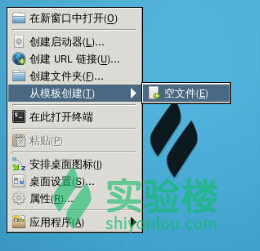 在新窗口中打开(O)
创建启动器(L)...
创建 URL 链接(U)...
创建文件夹(F)...
从模板创建(T)
空文件(E)
在此打开终端
粘贴(P)
安排桌面图标(I)
桌面设置(S)...
属性(R)...
应用程序(A)
实验楼
shiyanlou.com